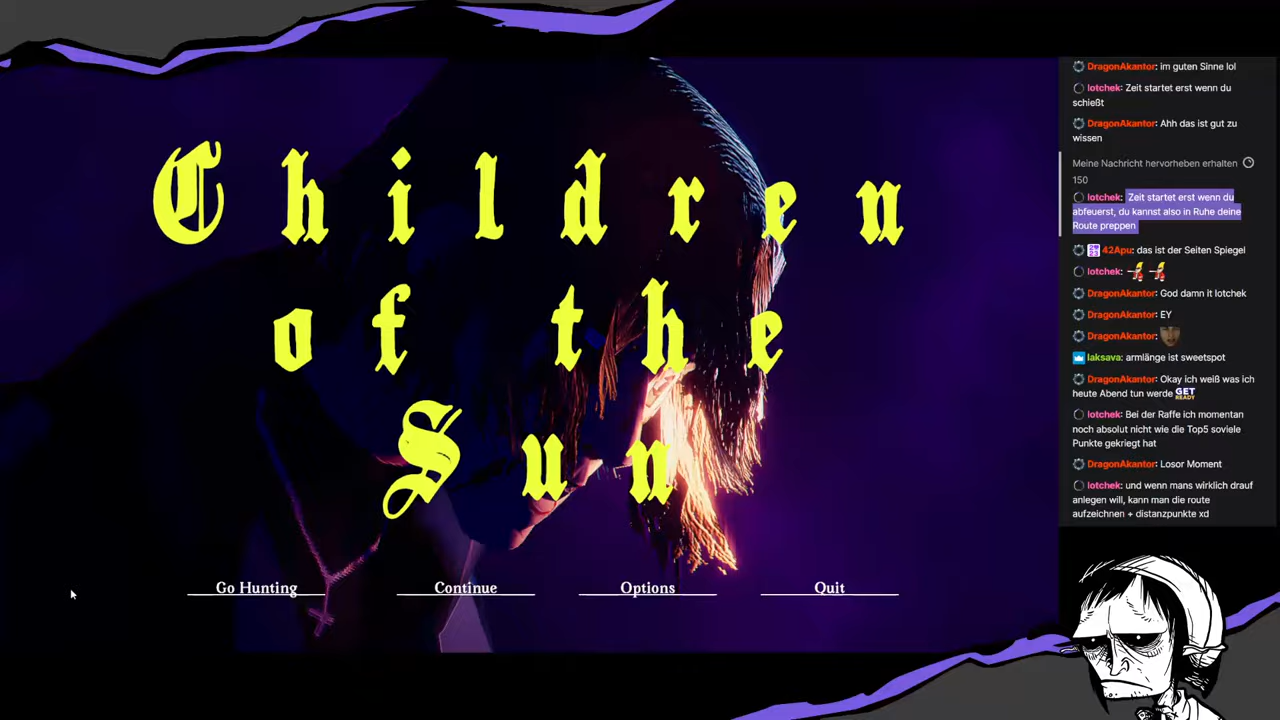 Children
of the
Sun
Go Hunting
Continue
Options
Quit
DragonAkantor: im guten Sinne lol
lotchek: Zeit startet erst wenn du
schießt
DragonAkantor: Ahh das ist gut zu
wissen
Meine Nachricht hervorheben erhalten
150
lotchek: Zeit startet erst wenn du
abfeuerst, du kannst also in Ruhe deine
Route preppen
42Apu: das ist der Seiten Spiegel
lotchek:
DragonAkantor: God damn it lotchek
DragonAkantor: EY
DragonAkantor:
laksava: armlänge ist sweetspot
DragonAkantor: Okay ich weiß was ich
heute Abend tun werde GET READY
lotchek: Bei der Raffe ich momentan
noch absolut nicht wie die Top5 soviele
Punkte gekriegt hat
DragonAkantor: Losor Moment
lotchek: und wenn mans wirklich drauf
anlegen will, kann man die route
aufzeichnen + distanzpunkte xd